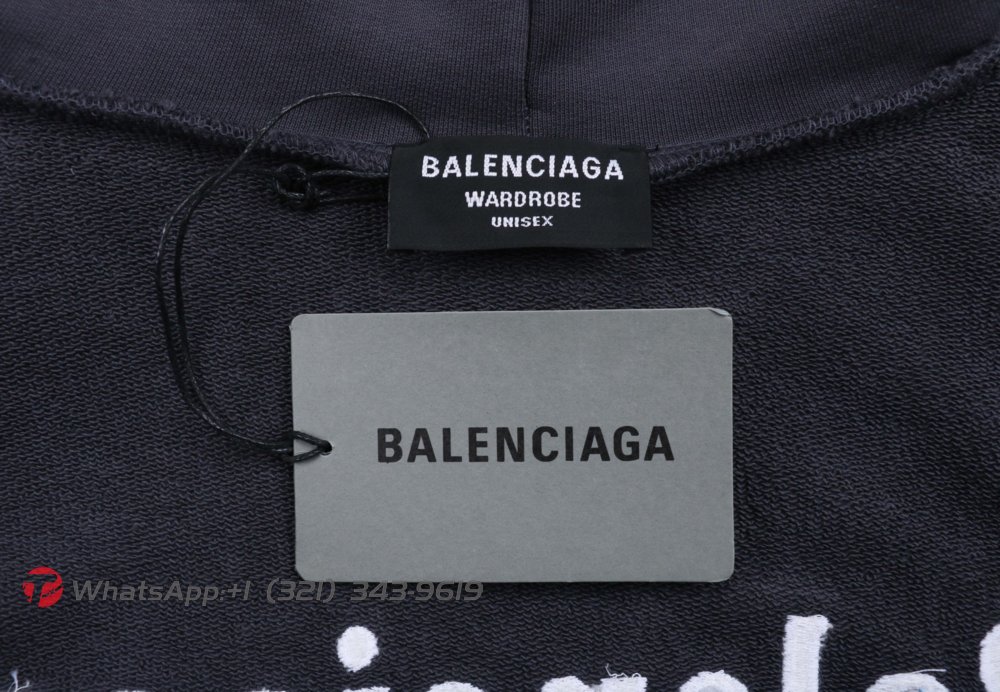 BALENCIAGA
WARDROBE
UNISEX
BALENCIAGA
WhatsApp:+1 (321) 343-9619